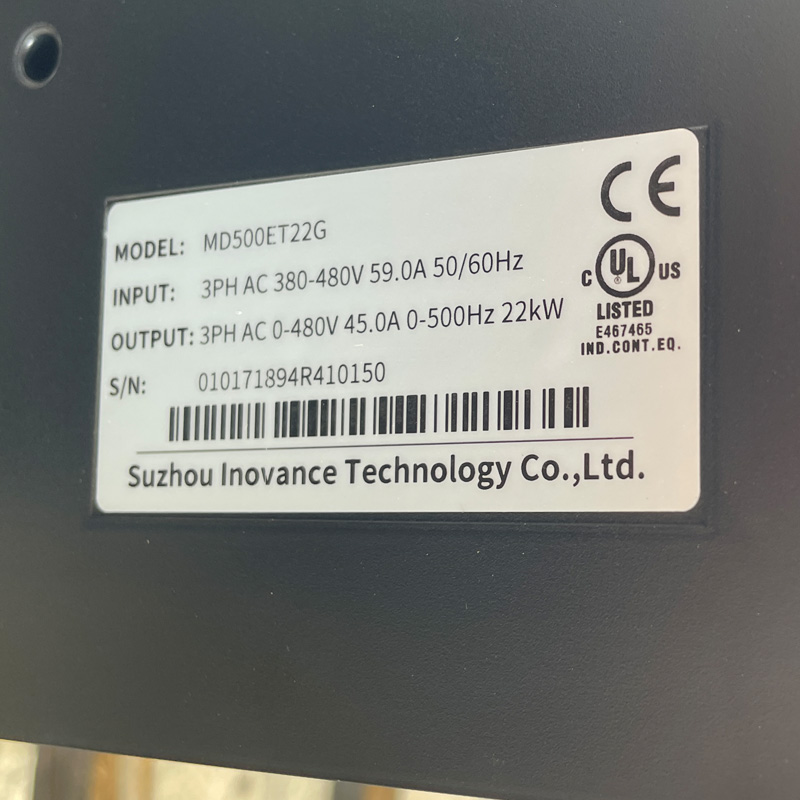 MODEL: MD500ET22G
INPUT: 3PH AC 380-480V 59.0A 50/60Hz
OUTPUT: 3PH AC 0-480V 45.0A 0-500Hz 22kW
S/N: 010171894R410150
Suzhou Inovance Technology Co.,Ltd.
CE
C UL US
®
LISTED
E467465
IND.CONT.EQ.